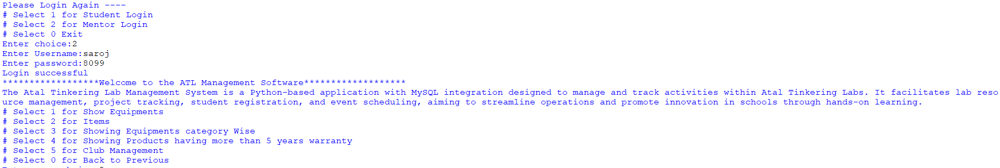 Please Login Again ----
# Select 1 for Student Login
# Select 2 for Mentor Login
# Select 0 Exit
Enter choice:2
Enter Username:saroj
Enter password:8099
Login successful
******************Welcome to the ATL Management Software*******************
The Atal Tinkering Lab Management System is a Python-based application with MySQL integration designed to manage and track activities within Atal Tinkering Labs. It facilitates lab reso
urce management, project tracking, student registration, and event scheduling, aiming to streamline operations and promote innovation in schools through hands-on learning.
# Select 1 for Show Equipments
# Select 2 for Items
# Select 3 for Showing Equipments category Wise
# Select 4 for Showing Products having more than 5 years warranty
# Select 5 for Club Management
# Select 0 for Back to Previous